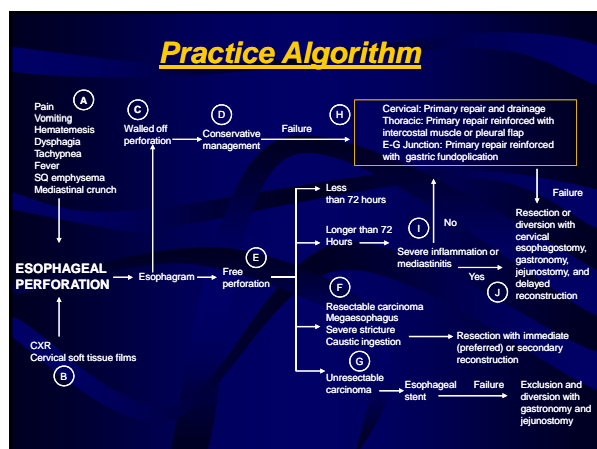 Practice Algorithm
A
Pain
Vomiting
Hematemesis
Dysphagia
Tachypnea
Fever
SQ emphysema
Mediastinal crunch
C
Walled off
perforation
D
Conservative
management
Failure
H
Cervical: Primary repair and drainage
Thoracic: Primary repair reinforced with
intercostal muscle or pleural flap
E-G Junction: Primary repair reinforced
with gastric fundoplication
Failure
Less
than 72 hours
Longer than 72
Hours
I
No
Severe inflammation or
mediastinitis
Yes
J
Resection or
diversion with
cervical
esophagostomy,
gastronomy,
jejunostomy, and
delayed
reconstruction
ESOPHAGEAL
PERFORATION
Esophagram
E
Free
perforation
F
Resectable carcinoma
Megaesophagus
Severe stricture
Caustic ingestion
Resection with immediate
(preferred) or secondary
reconstruction
CXR
Cervical soft tissue films
B
G
Unresectable
carcinoma
Esophageal
stent
Failure
Exclusion and
diversion with
gastronomy and
jejunostomy